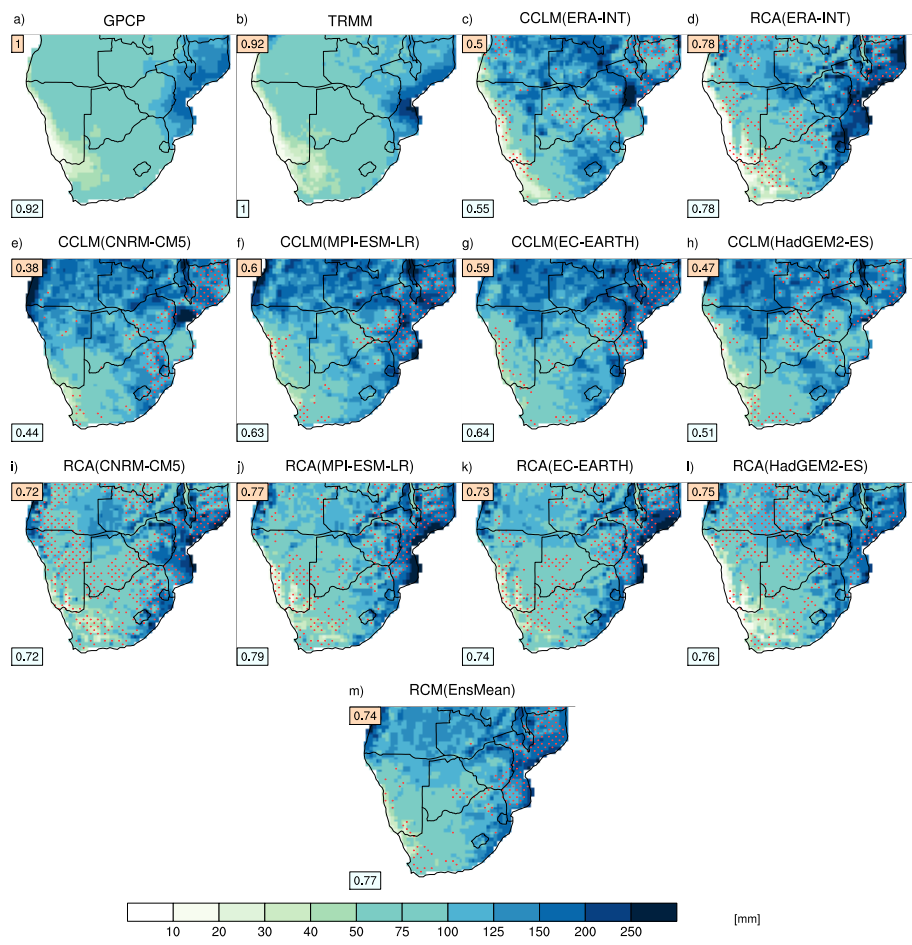 a) GPCP
1
0.92
b) TRMM
0.92
1
c) CCLM(ERA-INT)
0.5
0.55
d) RCA(ERA-INT)
0.78
0.78
e) CCLM(CNRM-CM5)
0.38
0.44
f) CCLM(MPI-ESM-LR)
0.6
0.63
g) CCLM(EC-EARTH)
0.59
0.64
h) CCLM(HadGEM2-ES)
0.47
0.51
i) RCA(CNRM-CM5)
0.72
0.72
j) RCA(MPI-ESM-LR)
0.77
0.79
k) RCA(EC-EARTH)
0.73
0.74
l) RCA(HadGEM2-ES)
0.75
0.76
m) RCM(EnsMean)
0.74
0.77
10 20 30 40 50 75 100 125 150 200 250 [mm]